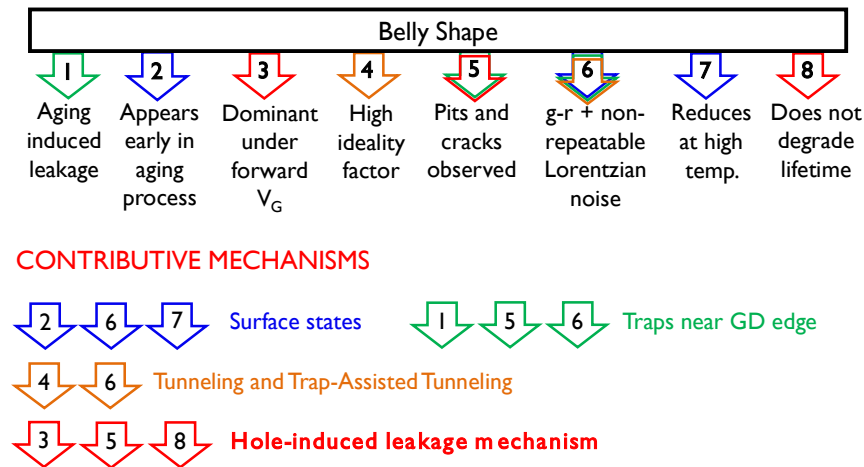 Belly Shape
1 2 3 4 5 6 7 8
Aging induced leakage
Appears early in aging process
Dominant under forward V_G
High ideality factor
Pits and cracks observed
g-r + non-repeatable Lorentzian noise
Reduces at high temp.
Does not degrade lifetime
CONTRIBUTIVE MECHANISMS
2 6 7 Surface states
1 5 6 Traps near GD edge
4 6 Tunneling and Trap-Assisted Tunneling
3 5 8 Hole-induced leakage mechanism